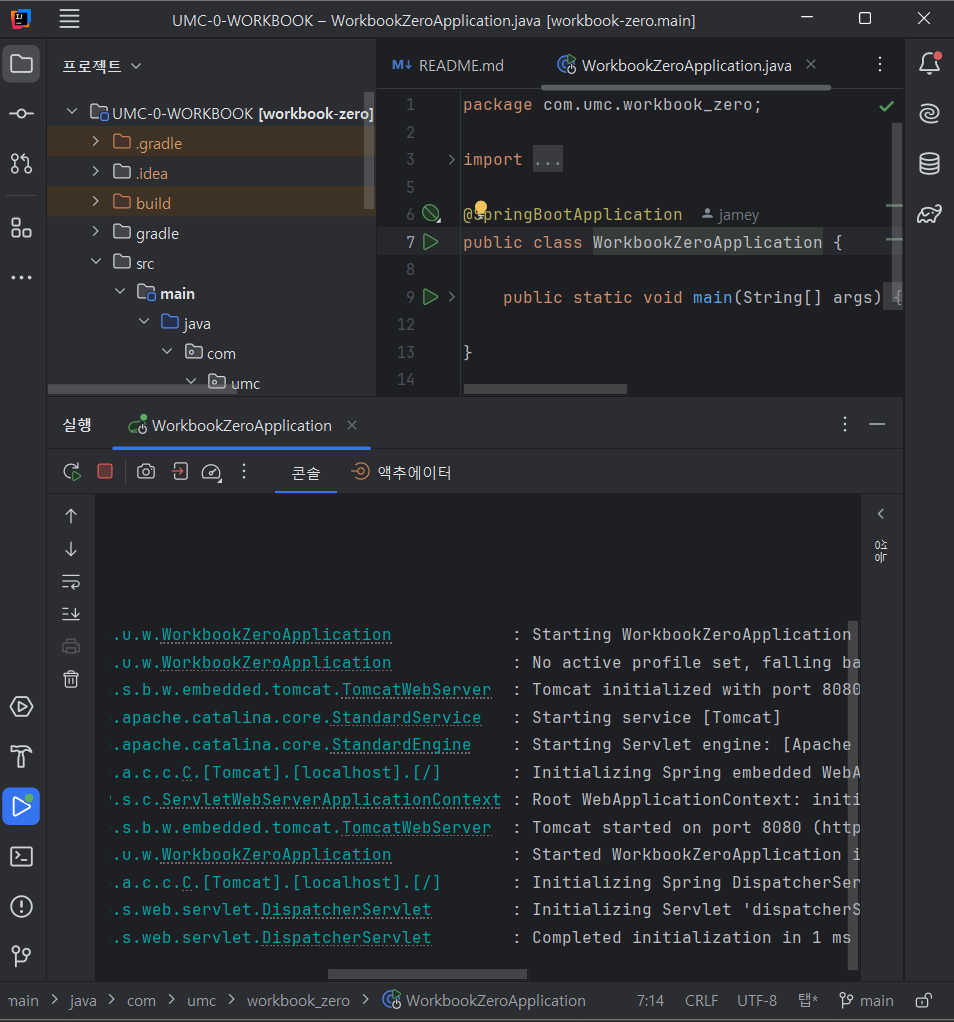 UMC-0-WORKBOOK – WorkbookZeroApplication.java [workbook-zero.main]
프로젝트
UMC-0-WORKBOOK [workbook-zero]
.gradle
.idea
build
gradle
src
main
java
com
umc
README.md
WorkbookZeroApplication.java
1 package com.umc.workbook_zero;
2
3 import ...
5
6 @SpringBootApplication jamey
7 public class WorkbookZeroApplication {
8
9 public static void main(String[] args) {
12
13 }
14
실행 WorkbookZeroApplication
콘솔 액추에이터
.u.w.WorkbookZeroApplication : Starting WorkbookZeroApplication
.u.w.WorkbookZeroApplication : No active profile set, falling ba
.s.b.w.embedded.tomcat.TomcatWebServer : Tomcat initialized with port 8080
.apache.catalina.core.StandardService : Starting service [Tomcat]
.apache.catalina.core.StandardEngine : Starting Servlet engine: [Apache
.a.c.c.C.[Tomcat].[localhost].[/] : Initializing Spring embedded WebA
.s.c.ServletWebServerApplicationContext : Root WebApplicationContext: initi
.s.b.w.embedded.tomcat.TomcatWebServer : Tomcat started on port 8080 (http
.u.w.WorkbookZeroApplication : Started WorkbookZeroApplication i
.a.c.c.C.[Tomcat].[localhost].[/] : Initializing Spring DispatcherSer
.s.web.servlet.DispatcherServlet : Initializing Servlet 'dispatcherS
.s.web.servlet.DispatcherServlet : Completed initialization in 1 ms
main > java > com > umc > workbook_zero > WorkbookZeroApplication 7:14 CRLF UTF-8 탭* main